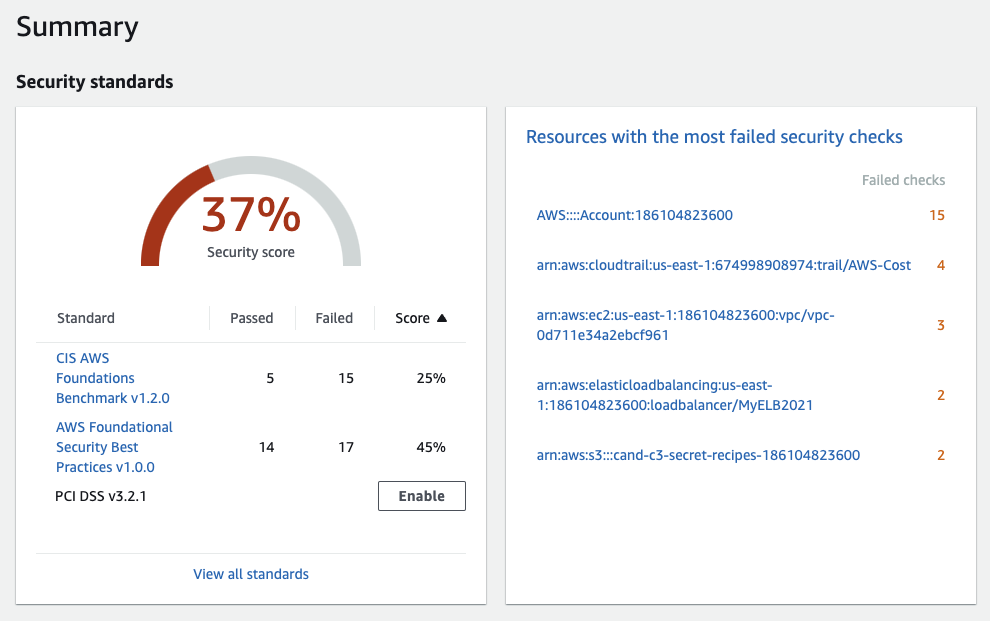 Summary
Security standards
37%
Security score
Standard Passed Failed Score ▲
CIS AWS
Foundations 5 15 25%
Benchmark v1.2.0
AWS Foundational
Security Best 14 17 45%
Practices v1.0.0
PCI DSS v3.2.1 Enable
View all standards
Resources with the most failed security checks
Failed checks
AWS::::Account:186104823600 15
arn:aws:cloudtrail:us-east-1:674998908974:trail/AWS-Cost 4
arn:aws:ec2:us-east-1:186104823600:vpc/vpc-
0d711e34a2ebcf961 3
arn:aws:elasticloadbalancing:us-east-
1:186104823600:loadbalancer/MyELB2021 2
arn:aws:s3:::cand-c3-secret-recipes-186104823600 2